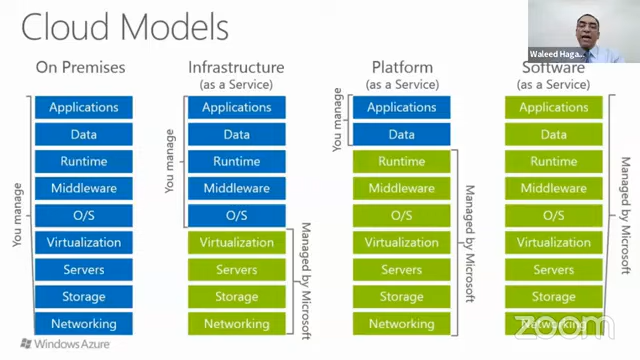 Cloud Models
Waleed Haga...
On Premises
Applications
Data
Runtime
Middleware
O/S
Virtualization
Servers
Storage
Networking
You manage
Infrastructure
(as a Service)
Applications
Data
Runtime
Middleware
O/S
Virtualization
Servers
Storage
Networking
You manage
Managed by Microsoft
Platform
(as a Service)
Applications
Data
Runtime
Middleware
O/S
Virtualization
Servers
Storage
Networking
You manage
Managed by Microsoft
Software
(as a Service)
Applications
Data
Runtime
Middleware
O/S
Virtualization
Servers
Storage
Networking
Managed by Microsoft
Windows Azure
zoom